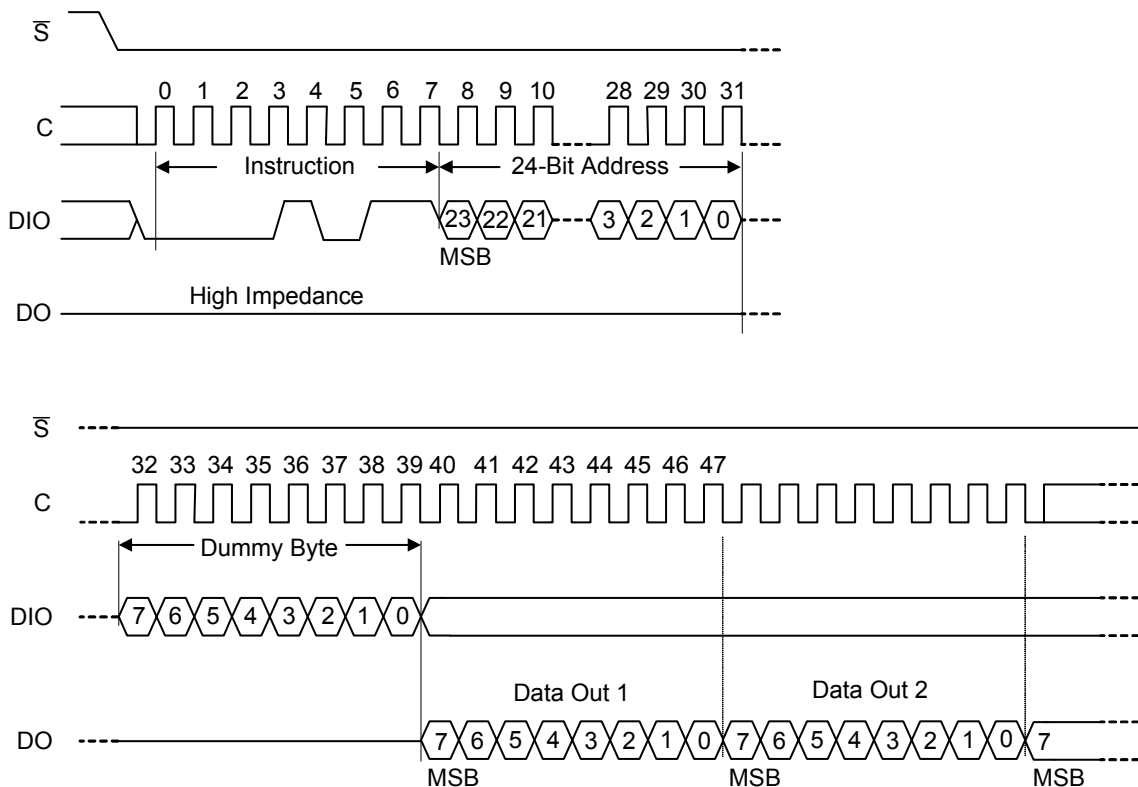 S̅
0 1 2 3 4 5 6 7 8 9 10 28 29 30 31
C
Instruction 24-Bit Address
DIO 23 22 21 3 2 1 0
MSB
High Impedance
DO
S̅
32 33 34 35 36 37 38 39 40 41 42 43 44 45 46 47
C
Dummy Byte
DIO 7 6 5 4 3 2 1 0
Data Out 1 Data Out 2
DO 7 6 5 4 3 2 1 0 7 6 5 4 3 2 1 0 7
MSB MSB MSB